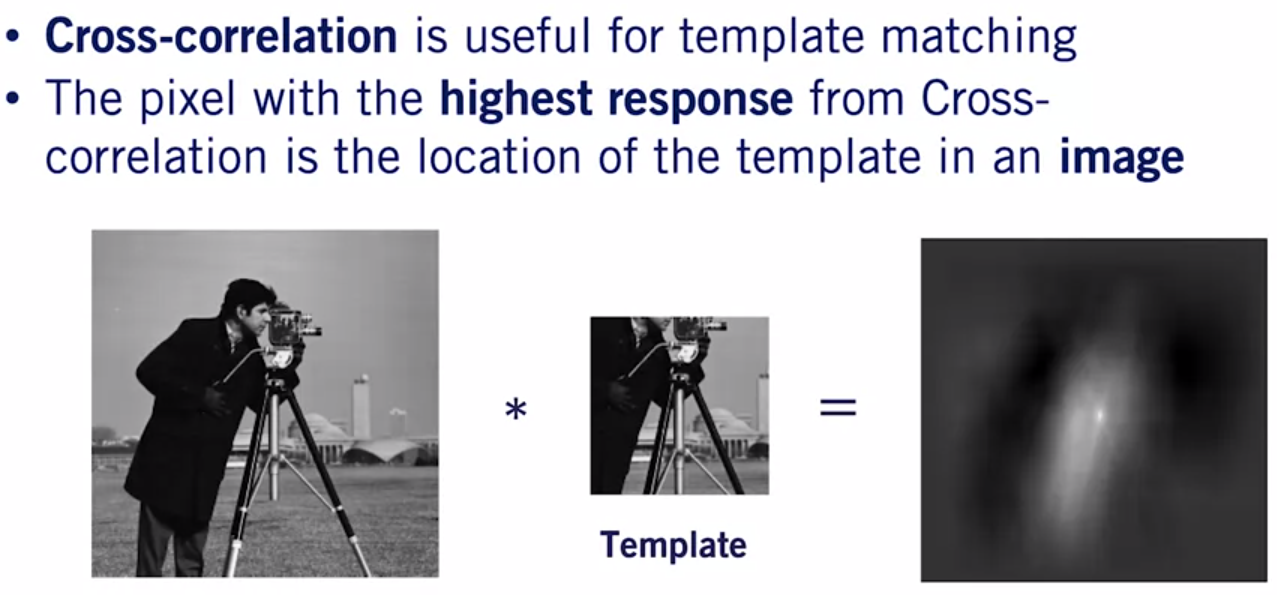 • Cross-correlation is useful for template matching
• The pixel with the highest response from Cross-
correlation is the location of the template in an image
* =
Template